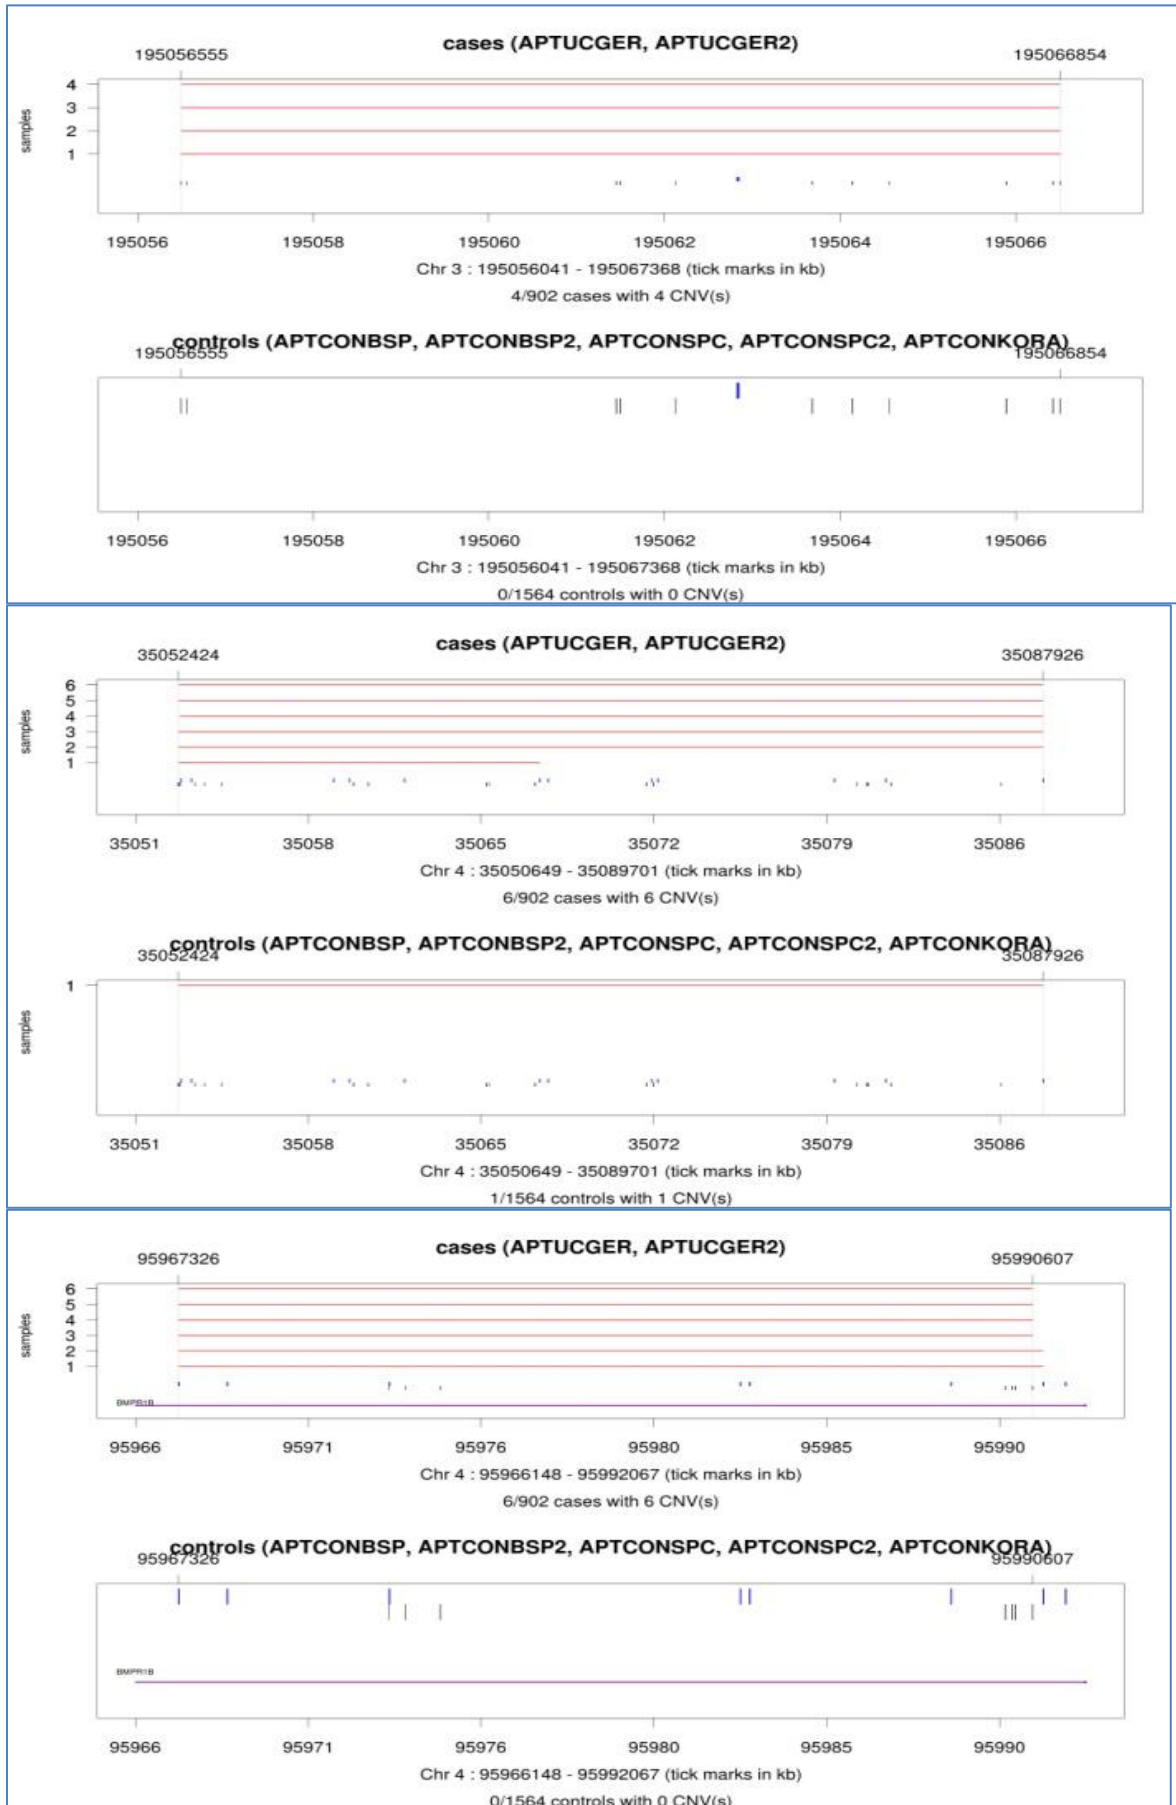 cases (APTUCGER, APTUCGER2)
195056555 195066854
samples
4
3
2
1
195056 195058 195060 195062 195064 195066
Chr 3 : 195056041 - 195067368 (tick marks in kb)
4/902 cases with 4 CNV(s)
controls (APTCONBSP, APTCONBSP2, APTCONSPC, APTCONSPC2, APTCONKORA)
195056555 195066854
195056 195058 195060 195062 195064 195066
Chr 3 : 195056041 - 195067368 (tick marks in kb)
0/1564 controls with 0 CNV(s)
cases (APTUCGER, APTUCGER2)
35052424 35087926
samples
6
5
4
3
2
1
35051 35058 35065 35072 35079 35086
Chr 4 : 35050649 - 35089701 (tick marks in kb)
6/902 cases with 6 CNV(s)
controls (APTCONBSP, APTCONBSP2, APTCONSPC, APTCONSPC2, APTCONKORA)
35052424 35087926
samples
1
35051 35058 35065 35072 35079 35086
Chr 4 : 35050649 - 35089701 (tick marks in kb)
1/1564 controls with 1 CNV(s)
cases (APTUCGER, APTUCGER2)
95967326 95990607
samples
6
5
4
3
2
1
BMPR1B
95966 95971 95976 95980 95985 95990
Chr 4 : 95966148 - 95992067 (tick marks in kb)
6/902 cases with 6 CNV(s)
controls (APTCONBSP, APTCONBSP2, APTCONSPC, APTCONSPC2, APTCONKORA)
95967326 95990607
BMPR1B
95966 95971 95976 95980 95985 95990
Chr 4 : 95966148 - 95992067 (tick marks in kb)
0/1564 controls with 0 CNV(s)